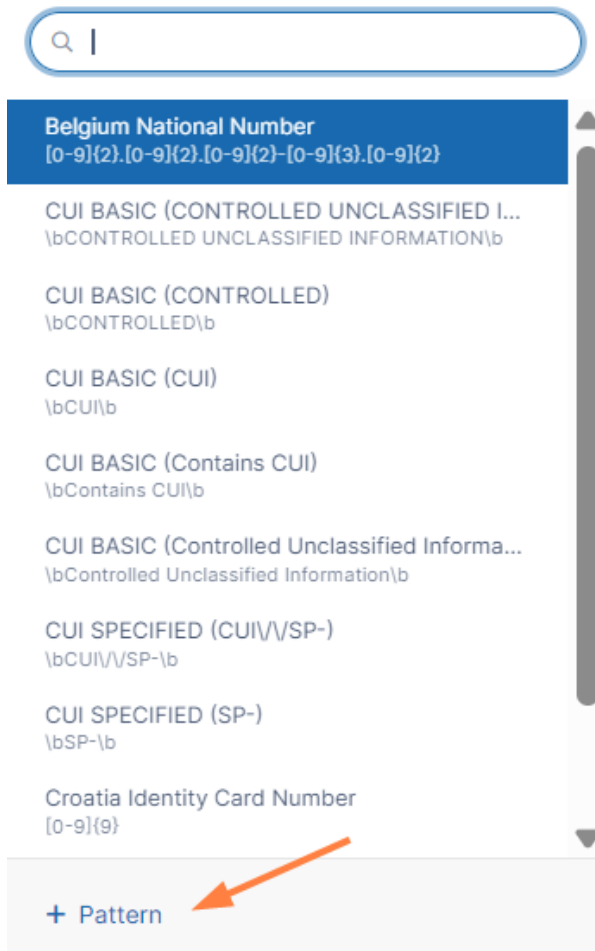 Belgium National Number
[0-9]{2}.[0-9]{2}.[0-9]{2}-[0-9]{3}.[0-9]{2}
CUI BASIC (CONTROLLED UNCLASSIFIED I...
\bCONTROLLED UNCLASSIFIED INFORMATION\b
CUI BASIC (CONTROLLED)
\bCONTROLLED\b
CUI BASIC (CUI)
\bCUI\b
CUI BASIC (Contains CUI)
\bContains CUI\b
CUI BASIC (Controlled Unclassified Informa...
\bControlled Unclassified Information\b
CUI SPECIFIED (CUI\/\/SP-)
\bCUI\/\/SP-\b
CUI SPECIFIED (SP-)
\bSP-\b
Croatia Identity Card Number
[0-9]{9}
+ Pattern